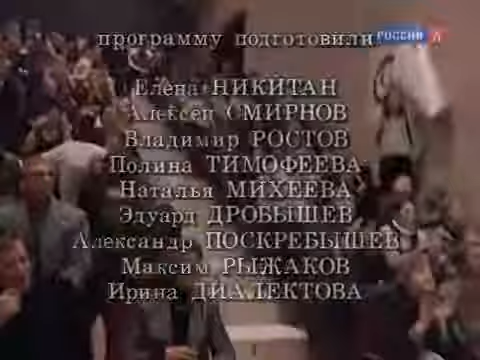 программу подготовили
РОССИЯ К
Елена НИКИТАН
Алексей СМИРНОВ
Владимир РОСТОВ
Полина ТИМОФЕЕВА
Наталья МИХЕЕВА
Эдуард ДРОБЫШЕВ
Александр ПОСКРЕБЫШЕВ
Максим РЫЖАКОВ
Ирина ДИАЛЕКТОВА